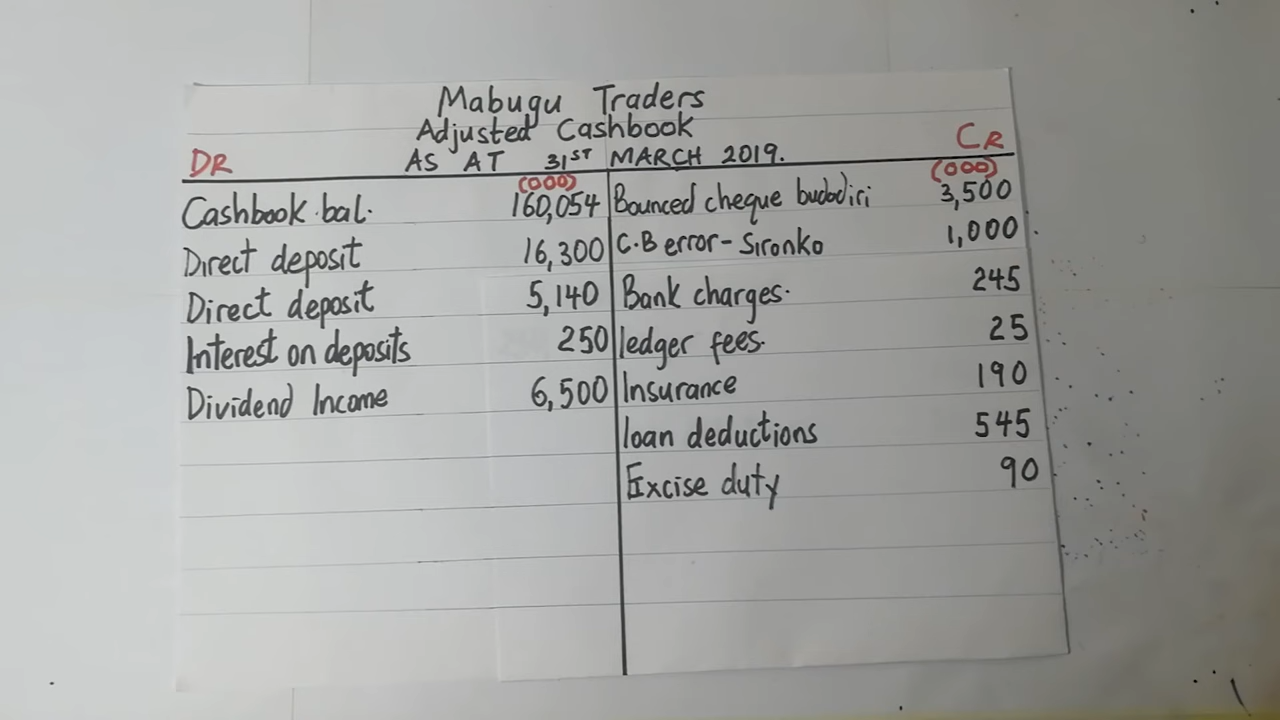 Mabugu Traders
Adjusted Cashbook
DR AS AT 31ST MARCH 2019. CR
(000) (000)
Cashbook bal. 160,054 Bounced cheque budadiri 3,500
Direct deposit 16,300 C.B error - Sironko 1,000
Direct deposit 5,140 Bank charges. 245
Interest on deposits 250 ledger fees. 25
Dividend Income 6,500 Insurance 190
loan deductions 545
Excise duty 90